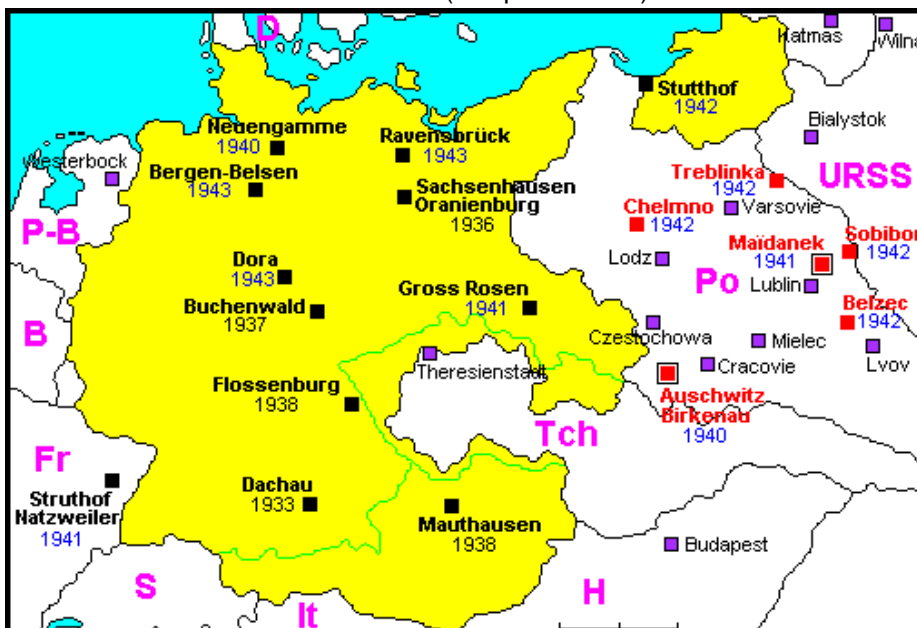 D
Katmas
Wilna
Stutthof
1942
Neuengamme
1940
Ravensbrück
1943
Bialystok
Westerbock
Bergen-Belsen
1943
Treblinka
1942
URSS
Sachsenhausen
Oranienburg
1936
Chelmno
1942
Varsovie
P-B
Sobibor
1942
Dora
1943
Lodz
Maïdanek
1941
Po
Lublin
Buchenwald
1937
Gross Rosen
1941
Belzec
1942
B
Czestochowa
Mielec
Lvov
Theresienstadt
Cracovie
Flossenburg
1938
Auschwitz
Birkenau
1940
Tch
Fr
Struthof
Natzweiler
1941
Dachau
1933
Mauthausen
1938
Budapest
S
H
It